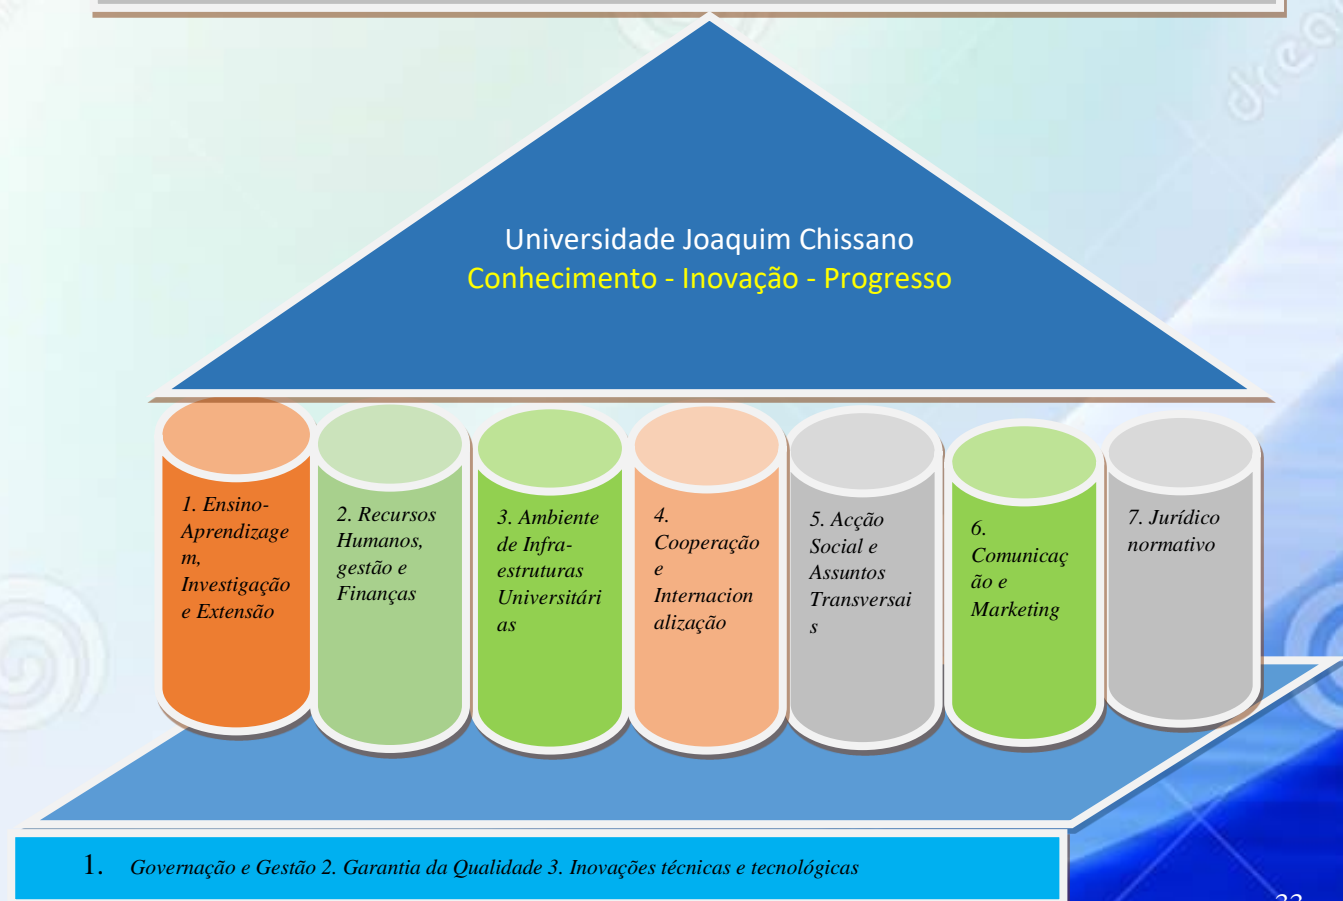 Universidade Joaquim Chissano
Conhecimento - Inovação - Progresso
1. Ensino-
Aprendizage
m,
Investigação
e Extensão
2. Recursos
Humanos,
gestão e
Finanças
3. Ambiente
de Infra-
estruturas
Universitári
as
4.
Cooperação
e
Internacion
alização
5. Acção
Social e
Assuntos
Transversai
s
6.
Comunicaç
ão e
Marketing
7. Jurídico
normativo
1. Governação e Gestão 2. Garantia da Qualidade 3. Inovações técnicas e tecnológicas